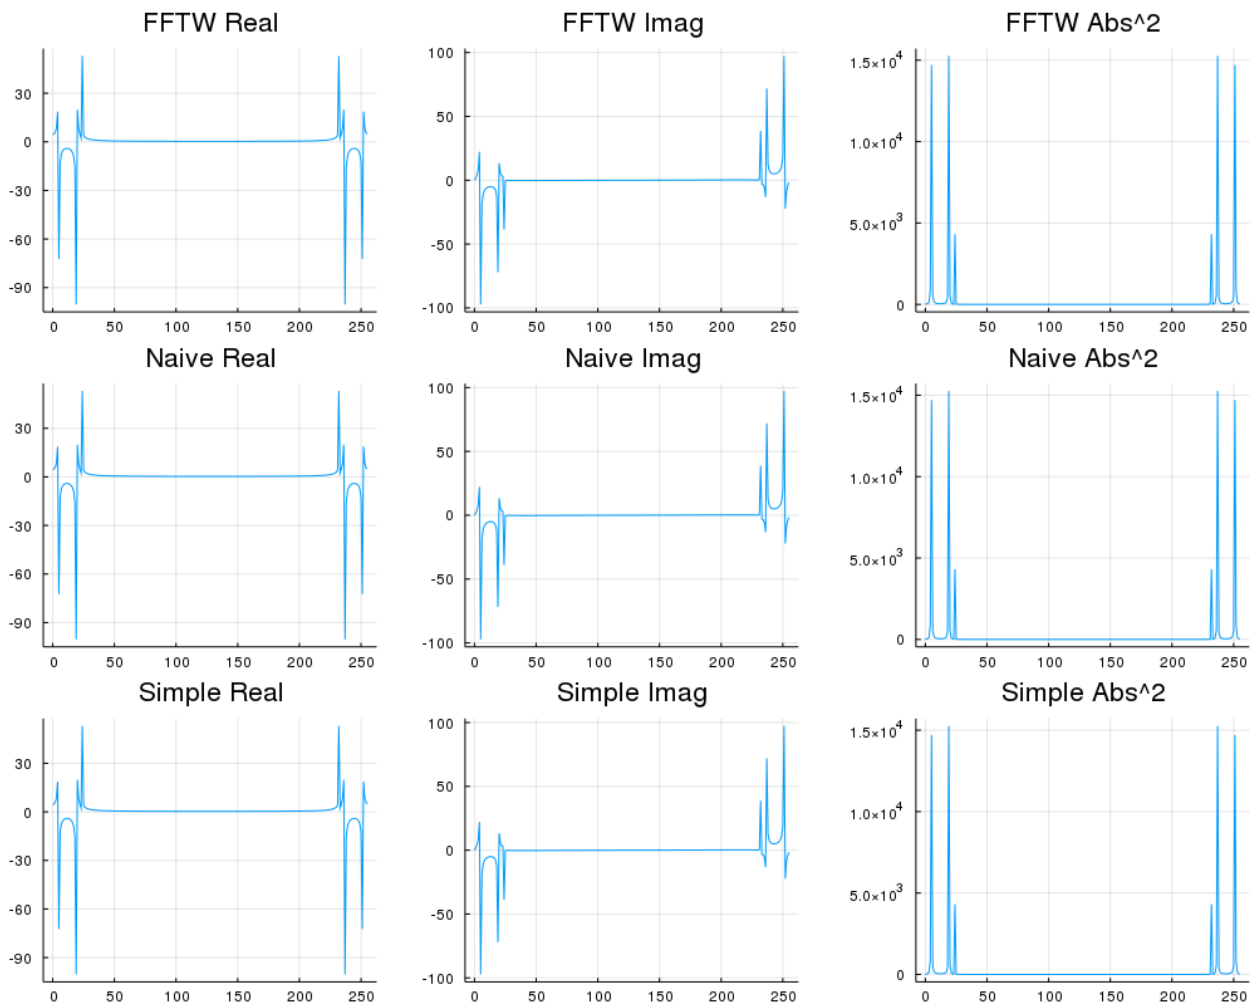 FFTW Real
FFTW Imag
FFTW Abs^2
30
0
-30
-60
-90
0 50 100 150 200 250
100
50
0
-50
-100
0 50 100 150 200 250
1.5×10^4
1.0×10^4
5.0×10^3
0
0 50 100 150 200 250
Naive Real
Naive Imag
Naive Abs^2
30
0
-30
-60
-90
0 50 100 150 200 250
100
50
0
-50
-100
0 50 100 150 200 250
1.5×10^4
1.0×10^4
5.0×10^3
0
0 50 100 150 200 250
Simple Real
Simple Imag
Simple Abs^2
30
0
-30
-60
-90
0 50 100 150 200 250
100
50
0
-50
-100
0 50 100 150 200 250
1.5×10^4
1.0×10^4
5.0×10^3
0
0 50 100 150 200 250